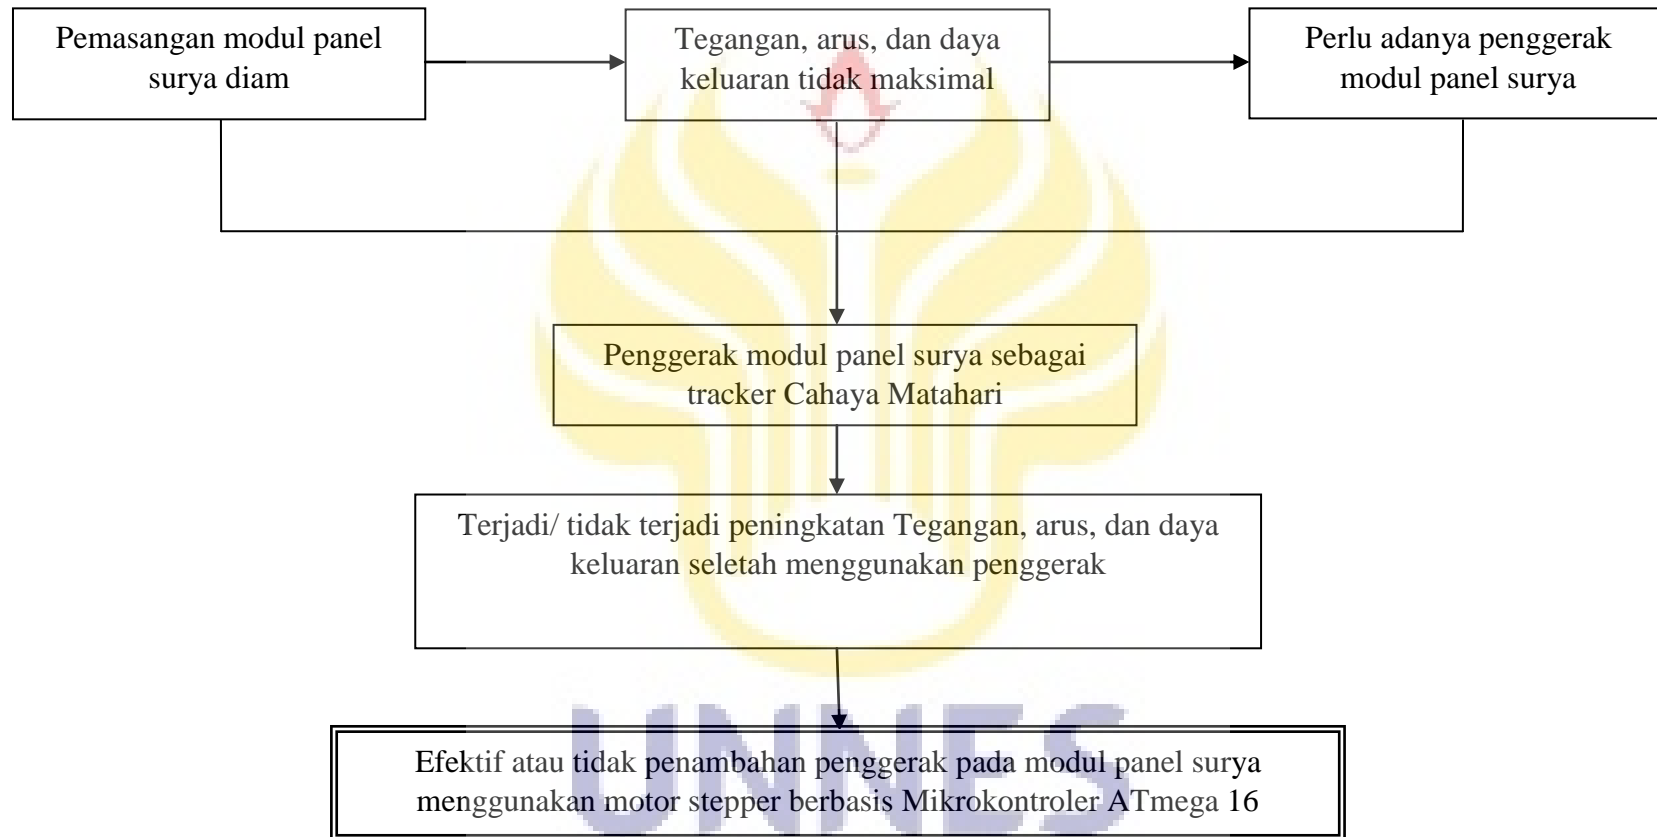 Pemasangan modul panel
surya diam
Tegangan, arus, dan daya
keluaran tidak maksimal
Perlu adanya penggerak
modul panel surya
Penggerak modul panel surya sebagai
tracker Cahaya Matahari
Terjadi/ tidak terjadi peningkatan Tegangan, arus, dan daya
keluaran seletah menggunakan penggerak
UNNES
Efektif atau tidak penambahan penggerak pada modul panel surya
menggunakan motor stepper berbasis Mikrokontroler ATmega 16